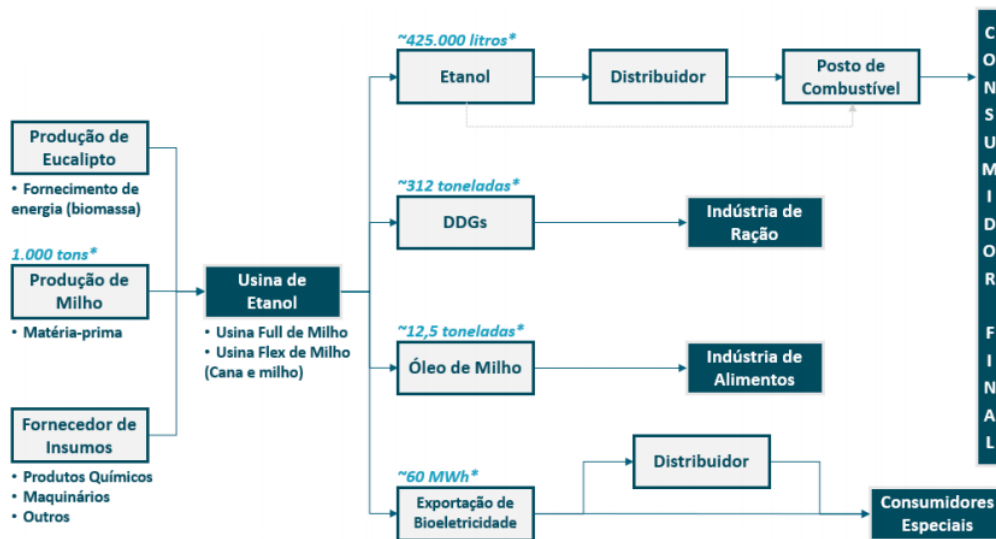 ~425.000 litros*
Etanol
Distribuidor
Posto de
Combustível
Produção de
Eucalipto
• Fornecimento de
energia (biomassa)
~312 toneladas*
DDGs
Indústria de
Ração
1.000 tons*
Produção de
Milho
• Matéria-prima
Usina de
Etanol
• Usina Full de Milho
• Usina Flex de Milho
(Cana e milho)
~12,5 toneladas*
Óleo de Milho
Indústria de
Alimentos
Fornecedor de
Insumos
• Produtos Químicos
• Maquinários
• Outros
~60 MWh*
Exportação de
Bioeletricidade
Distribuidor
Consumidores
Especiais
CONSUMIDOR FINAL